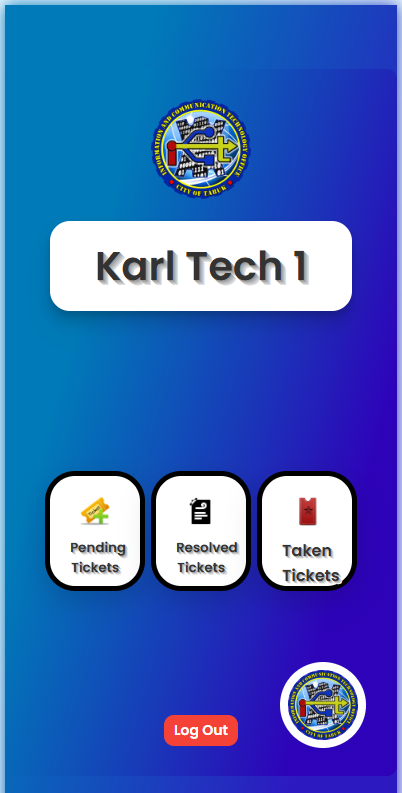 INFORMATION AND COMMUNICATION TECHNOLOGY OFFICE
CITY OF TABUK
Karl Tech 1
Pending
Tickets
Resolved
Tickets
Taken
Tickets
Log Out
INFORMATION AND COMMUNICATION TECHNOLOGY OFFICE
CITY OF TABUK